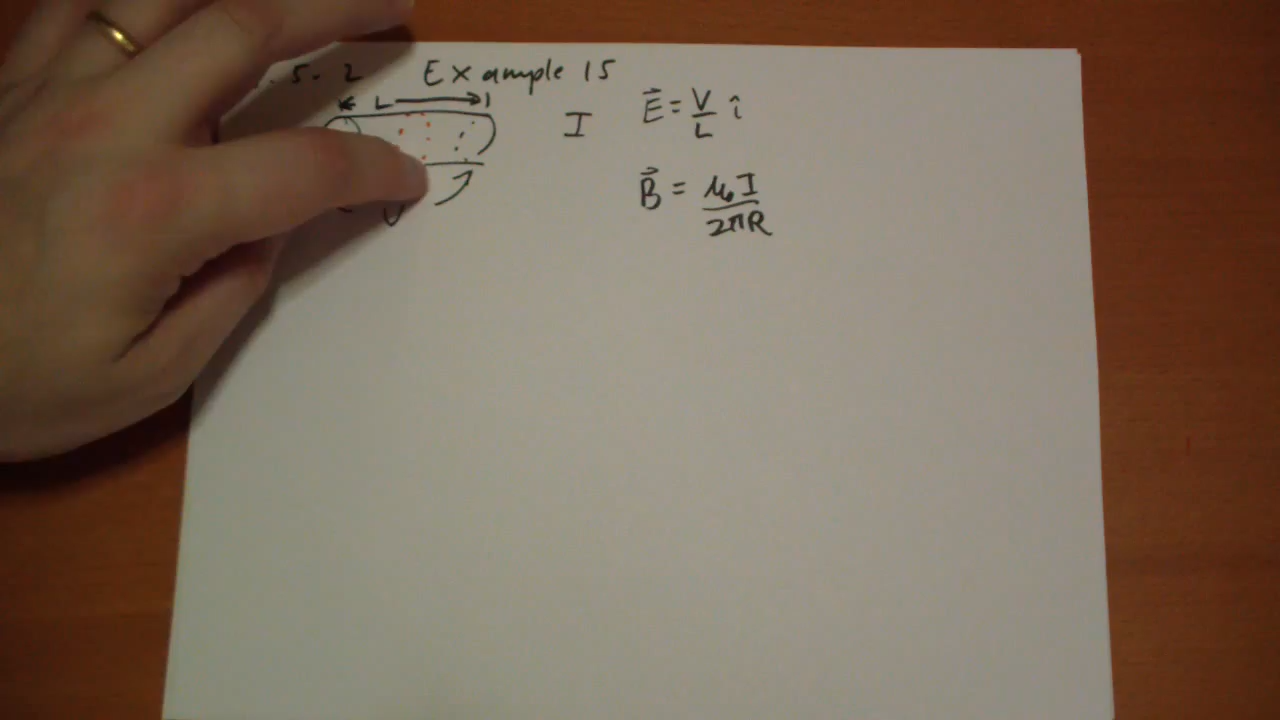 . 5. 2 Example 15
L
I E⃗ = V/L î
B⃗ = μ₀I/2πR